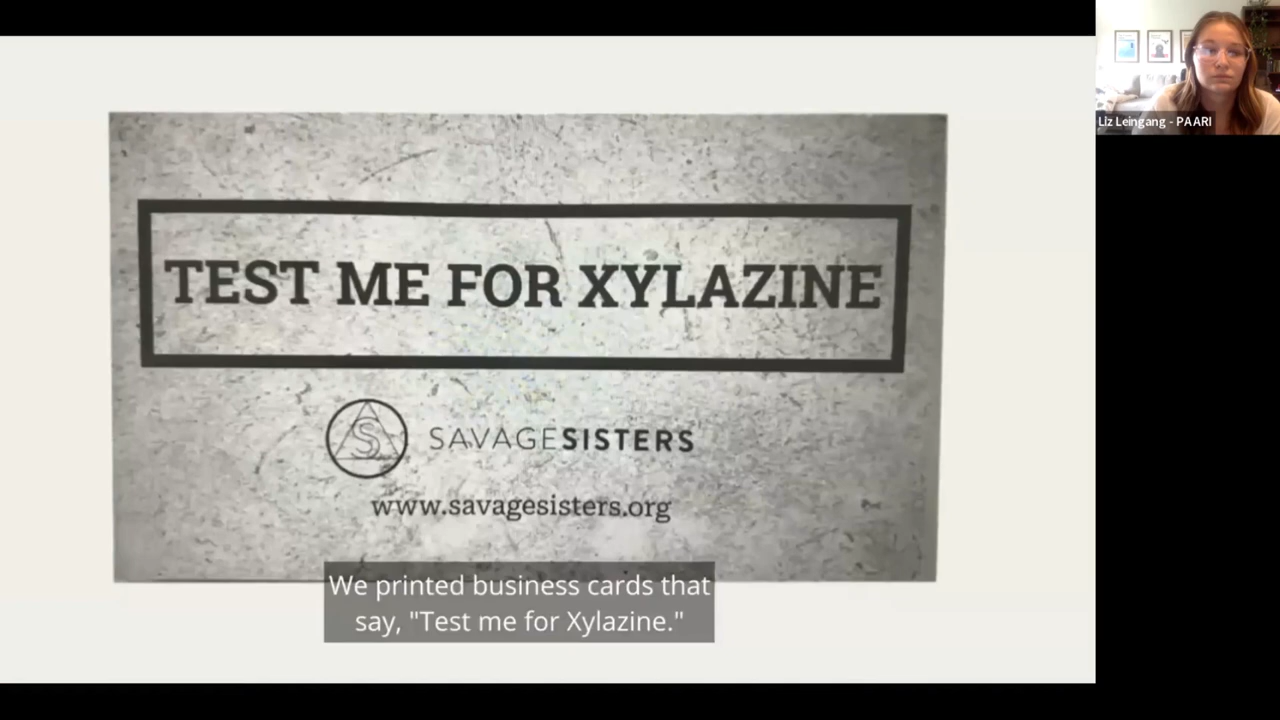 TEST ME FOR XYLAZINE
SAVAGESISTERS
www.savagesisters.org
We printed business cards that
say, "Test me for Xylazine."
Liz Leingang - PAARI